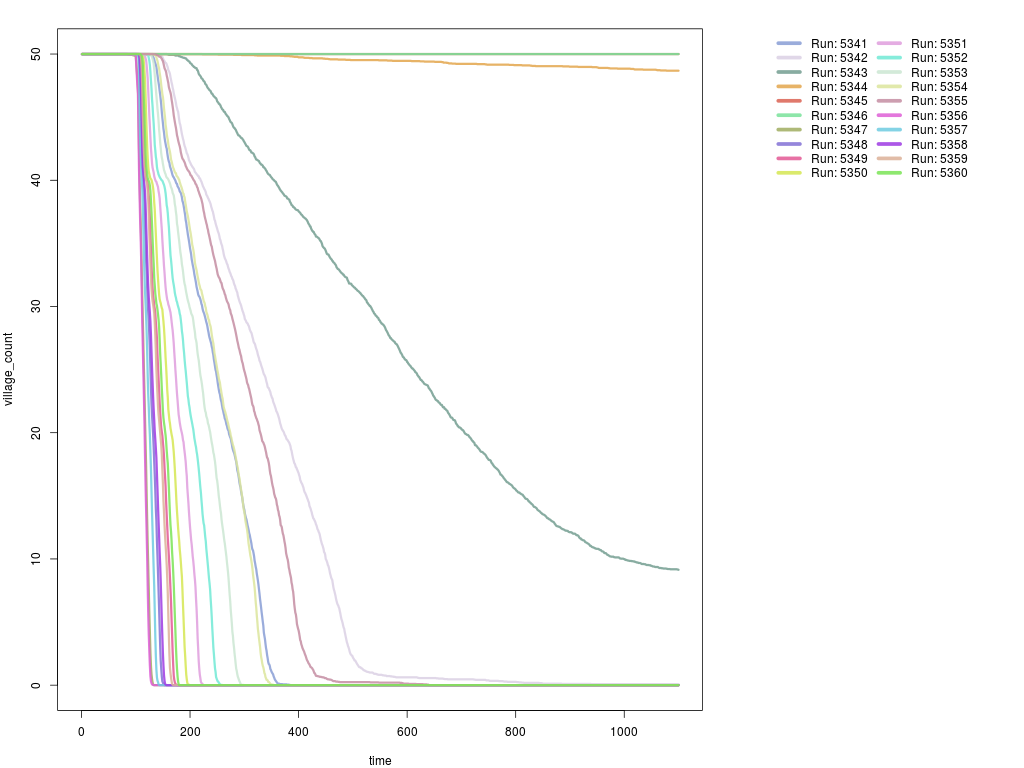 50
40
30
20
10
0
village_count
0 200 400 600 800 1000
time
Run: 5341 Run: 5351
Run: 5342 Run: 5352
Run: 5343 Run: 5353
Run: 5344 Run: 5354
Run: 5345 Run: 5355
Run: 5346 Run: 5356
Run: 5347 Run: 5357
Run: 5348 Run: 5358
Run: 5349 Run: 5359
Run: 5350 Run: 5360